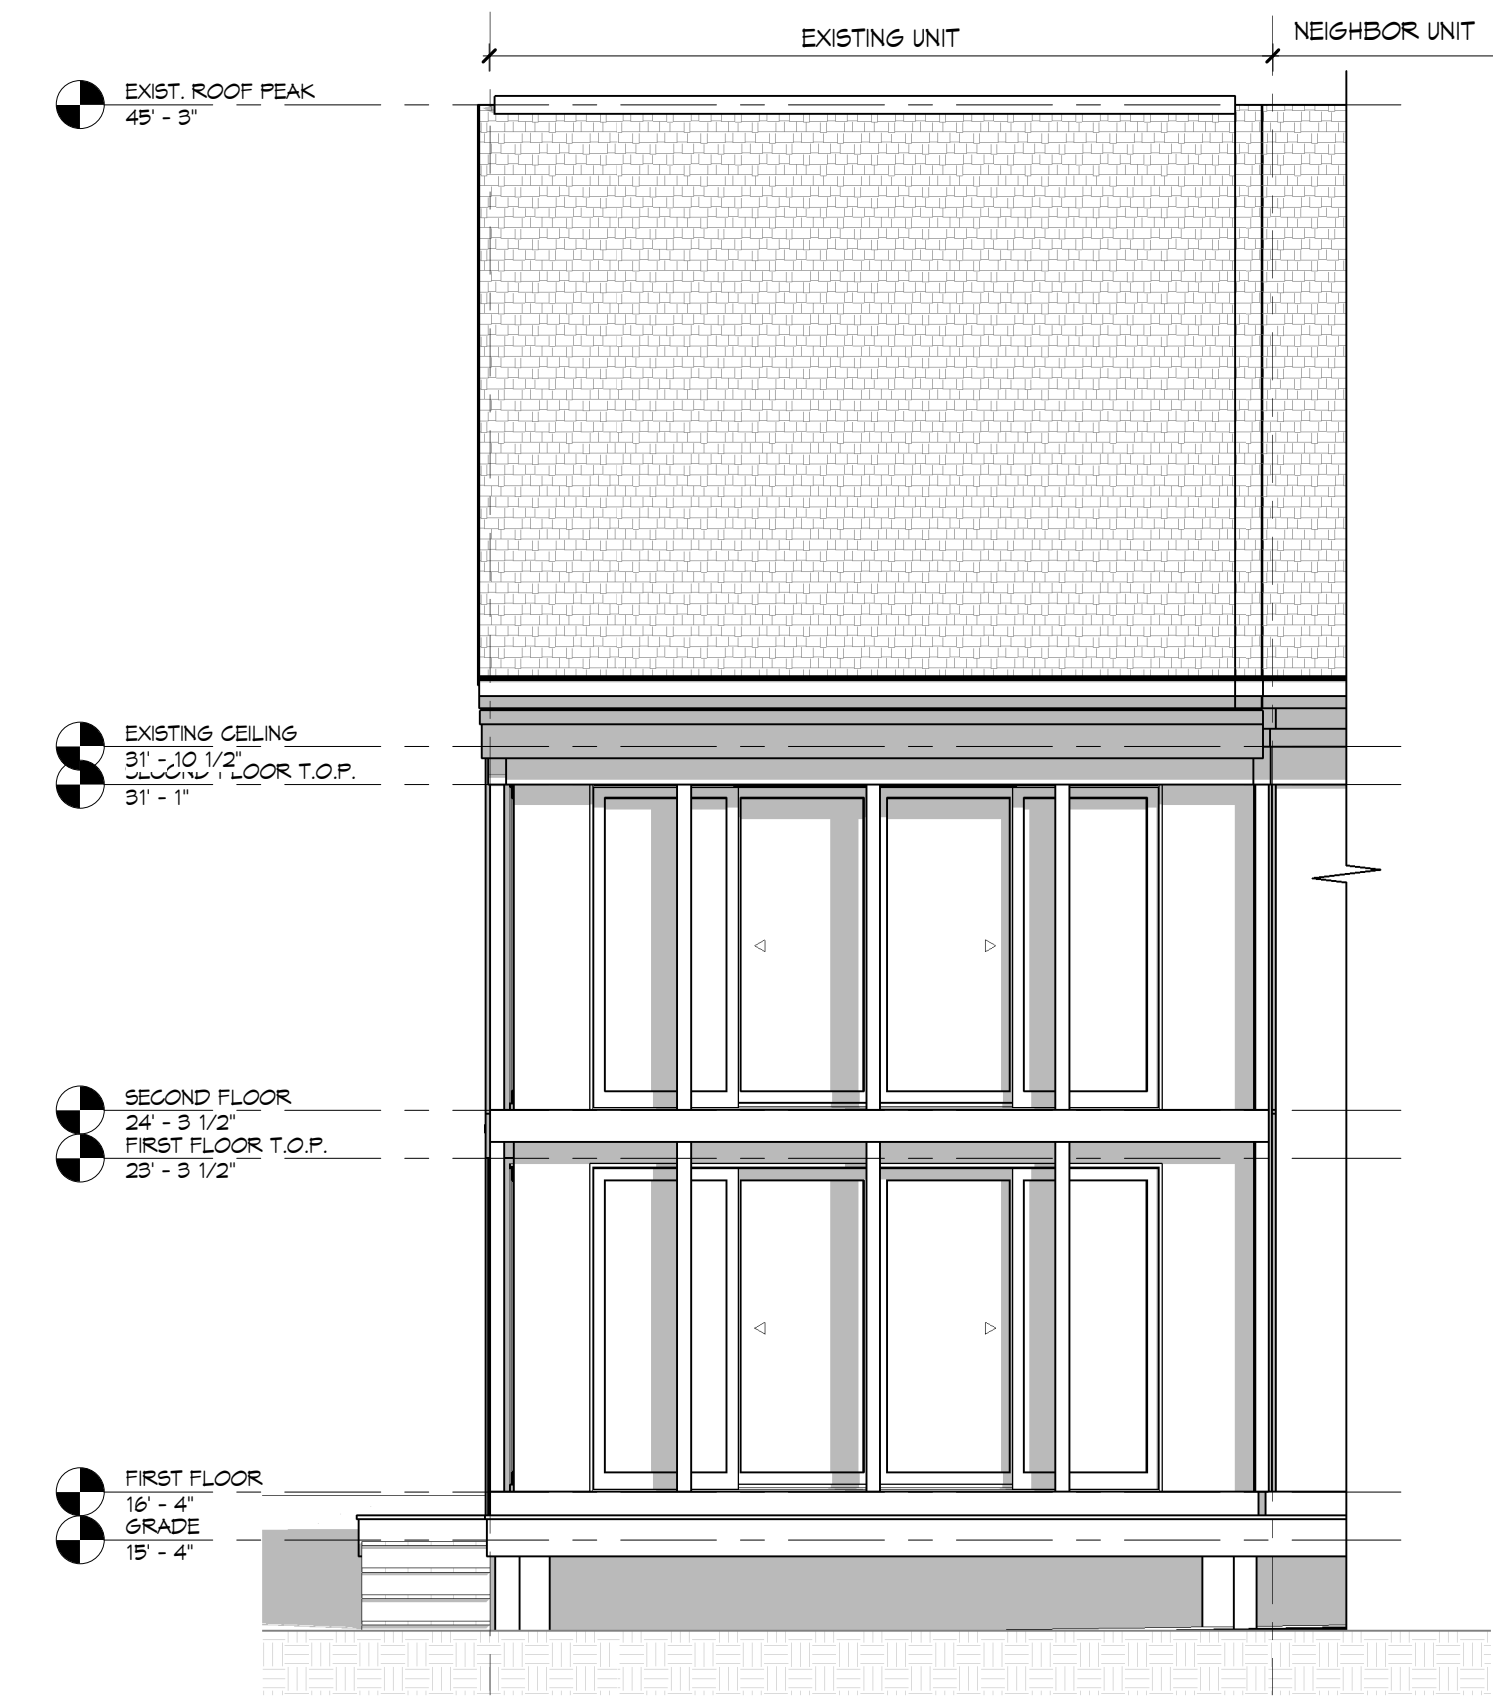 EXISTING UNIT
NEIGHBOR UNIT
EXIST. ROOF PEAK
45' - 3"
EXISTING CEILING
31' - 10 1/2"
SECOND FLOOR T.O.P.
31' - 1"
SECOND FLOOR
24' - 3 1/2"
FIRST FLOOR T.O.P.
23' - 3 1/2"
FIRST FLOOR
16' - 4"
GRADE
15' - 4"